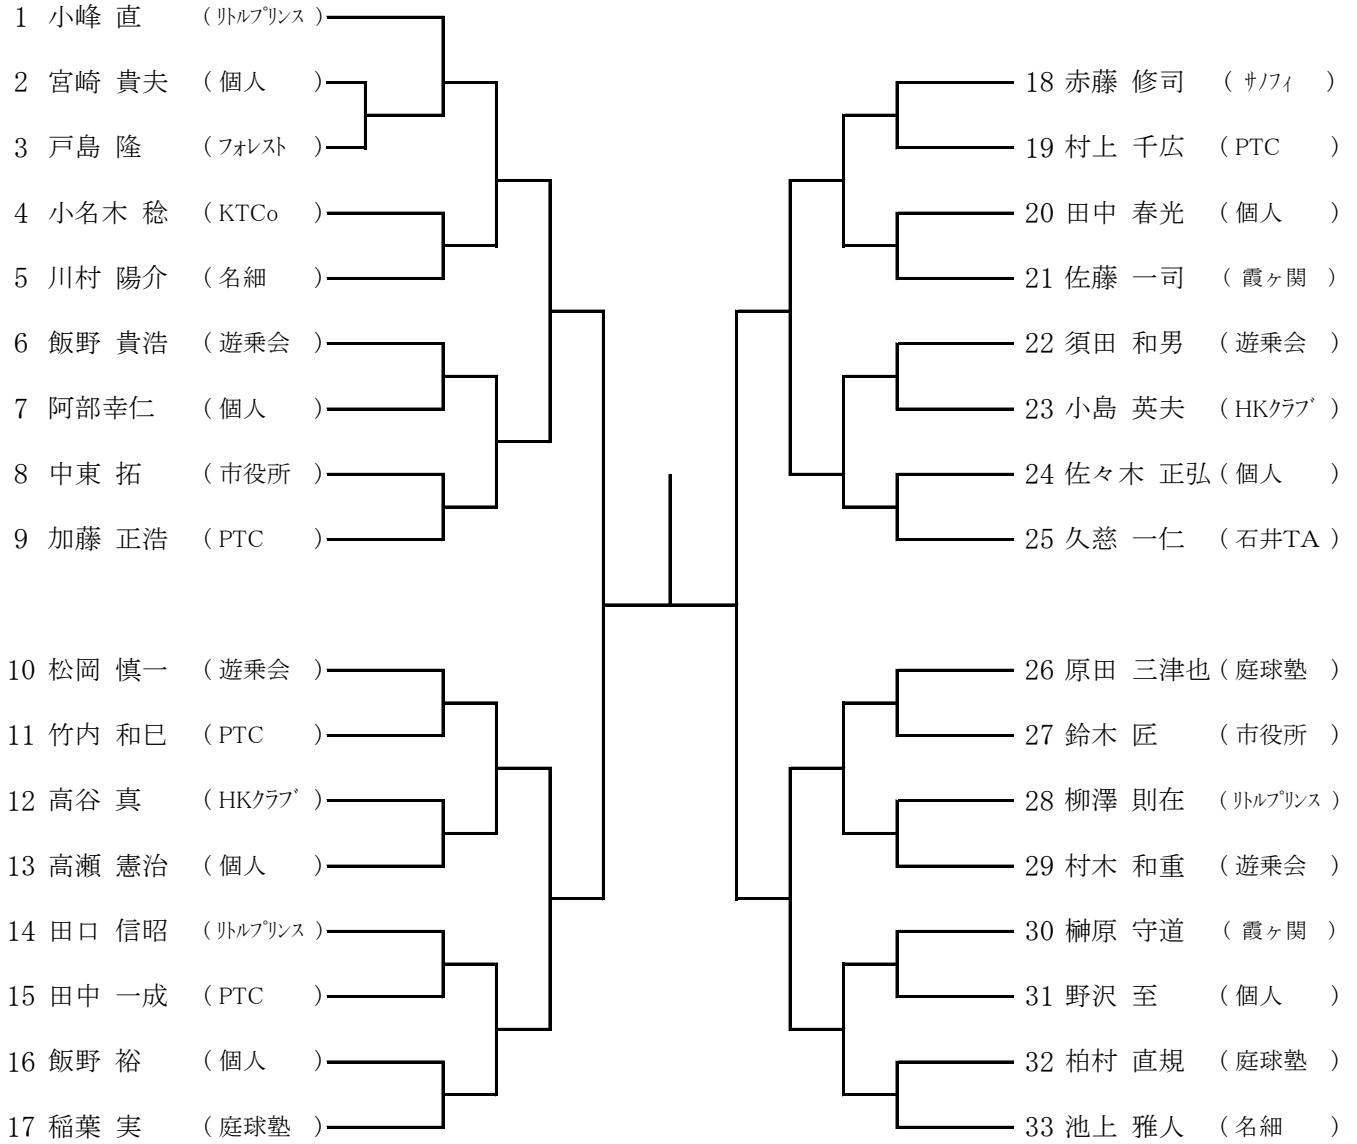 1 小峰 直 (ﾘﾄﾙﾌﾟﾘﾝｽ)
2 宮崎 貴夫 (個人)
3 戸島 隆 (フォレスト)
4 小名木 稔 (KTCo)
5 川村 陽介 (名細)
6 飯野 貴浩 (遊乗会)
7 阿部幸仁 (個人)
8 中東 拓 (市役所)
9 加藤 正浩 (PTC)
10 松岡 慎一 (遊乗会)
11 竹内 和巳 (PTC)
12 高谷 真 (HKｸﾗﾌﾞ)
13 高瀬 憲治 (個人)
14 田口 信昭 (ﾘﾄﾙﾌﾟﾘﾝｽ)
15 田中 一成 (PTC)
16 飯野 裕 (個人)
17 稲葉 実 (庭球塾)
18 赤藤 修司 (ｻﾉﾌｨ)
19 村上 千広 (PTC)
20 田中 春光 (個人)
21 佐藤 一司 (霞ヶ関)
22 須田 和男 (遊乗会)
23 小島 英夫 (HKｸﾗﾌﾞ)
24 佐々木 正弘 (個人)
25 久慈 一仁 (石井TA)
26 原田 三津也 (庭球塾)
27 鈴木 匠 (市役所)
28 柳澤 則在 (ﾘﾄﾙﾌﾟﾘﾝｽ)
29 村木 和重 (遊乗会)
30 榊原 守道 (霞ヶ関)
31 野沢 至 (個人)
32 柏村 直規 (庭球塾)
33 池上 雅人 (名細)